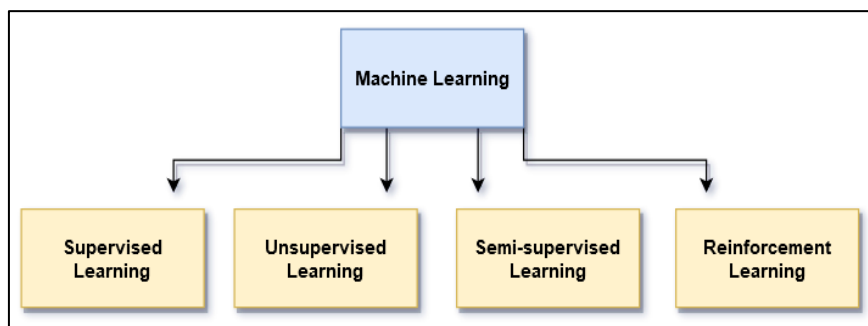 Machine Learning
Supervised
Learning
Unsupervised
Learning
Semi-supervised
Learning
Reinforcement
Learning